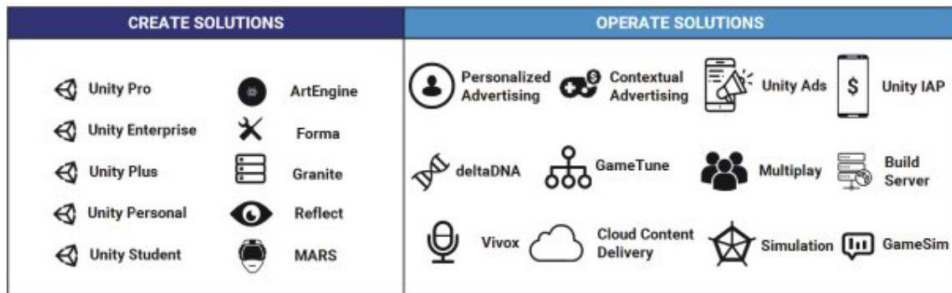 CREATE SOLUTIONS
OPERATE SOLUTIONS
Unity Pro
ArtEngine
Unity Enterprise
Forma
Unity Plus
Granite
Unity Personal
Reflect
Unity Student
MARS
Personalized
Advertising
Contextual
Advertising
Unity Ads
$
Unity IAP
deltaDNA
GameTune
Multiplay
Build
Server
Vivox
Cloud Content
Delivery
Simulation
GameSim